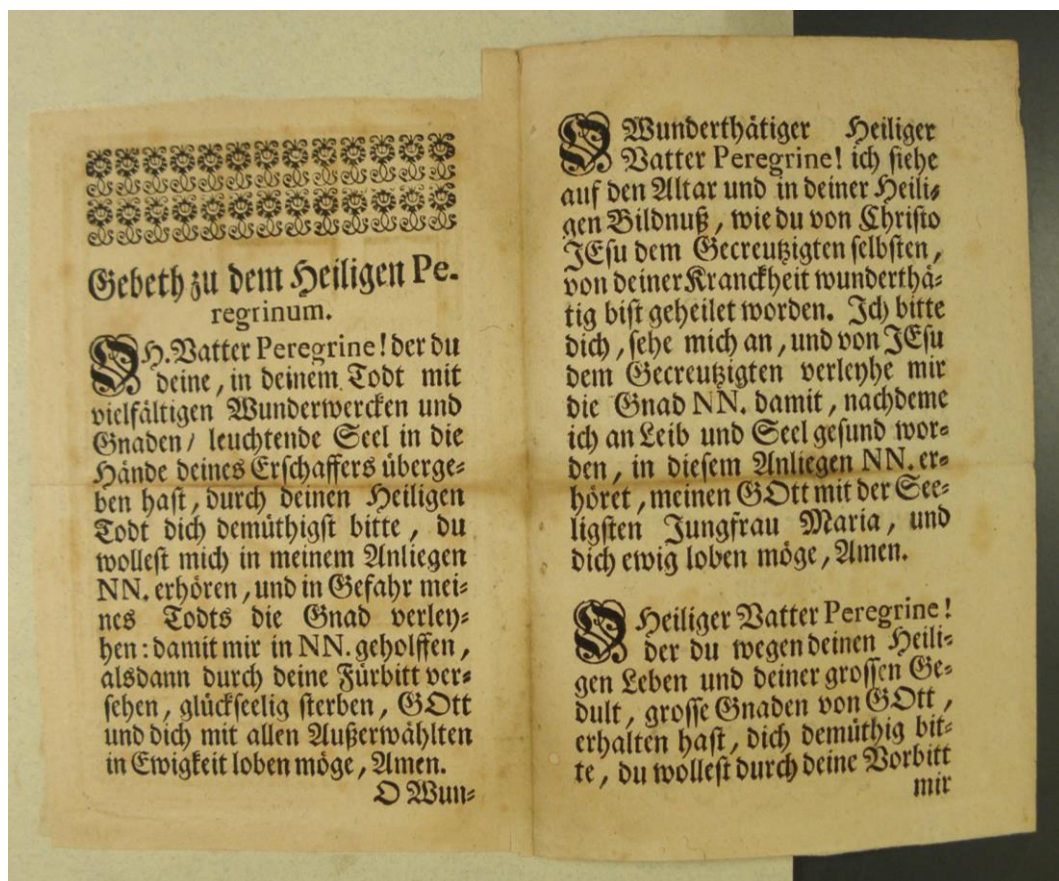 Gebeth zu dem Heiligen Pe-
regrinum.
O H. Vatter Peregrine! der du
deine, in deinem Todt mit
vielfältigen Wunderwercken und
Gnaden/ leuchtende Seel in die
Hände deines Erschaffers überge-
ben hast, durch deinen Heiligen
Todt dich demüthigst bitte, du
wollest mich in meinem Anliegen
NN. erhören, und in Gefahr mei-
nes Todts die Gnad verley-
hen: damit mir in NN. geholffen,
alsdann durch deine Fürbitt ver-
sehen, glückseelig sterben, GOtt
und dich mit allen Außerwählten
in Ewigkeit loben möge, Amen.
O Wun-
O Wunderthätiger Heiliger
Vatter Peregrine! ich siehe
auf den Altar und in deiner Heili-
gen Bildnuß, wie du von Christo
JEsu dem Gecreutzigten selbsten,
von deiner Kranckheit wunderthä-
tig bist geheilet worden. Ich bitte
dich, sehe mich an, und von JEsu
dem Gecreutzigten verleyhe mir
die Gnad NN. damit, nachdeme
ich an Leib und Seel gesund wor-
den, in diesem Anliegen NN. er-
höret, meinen GOtt mit der See-
ligsten Jungfrau Maria, und
dich ewig loben möge, Amen.
O Heiliger Vatter Peregrine!
der du wegen deinen Heili-
gen Leben und deiner grossen Ge-
dult, grosse Gnaden von GOtt,
erhalten hast, dich demüthig bit-
te, du wollest durch deine Vorbitt
mir